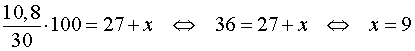 10,8/30 · 100 = 27 + x ⇔ 36 = 27 + x ⇔ x = 9